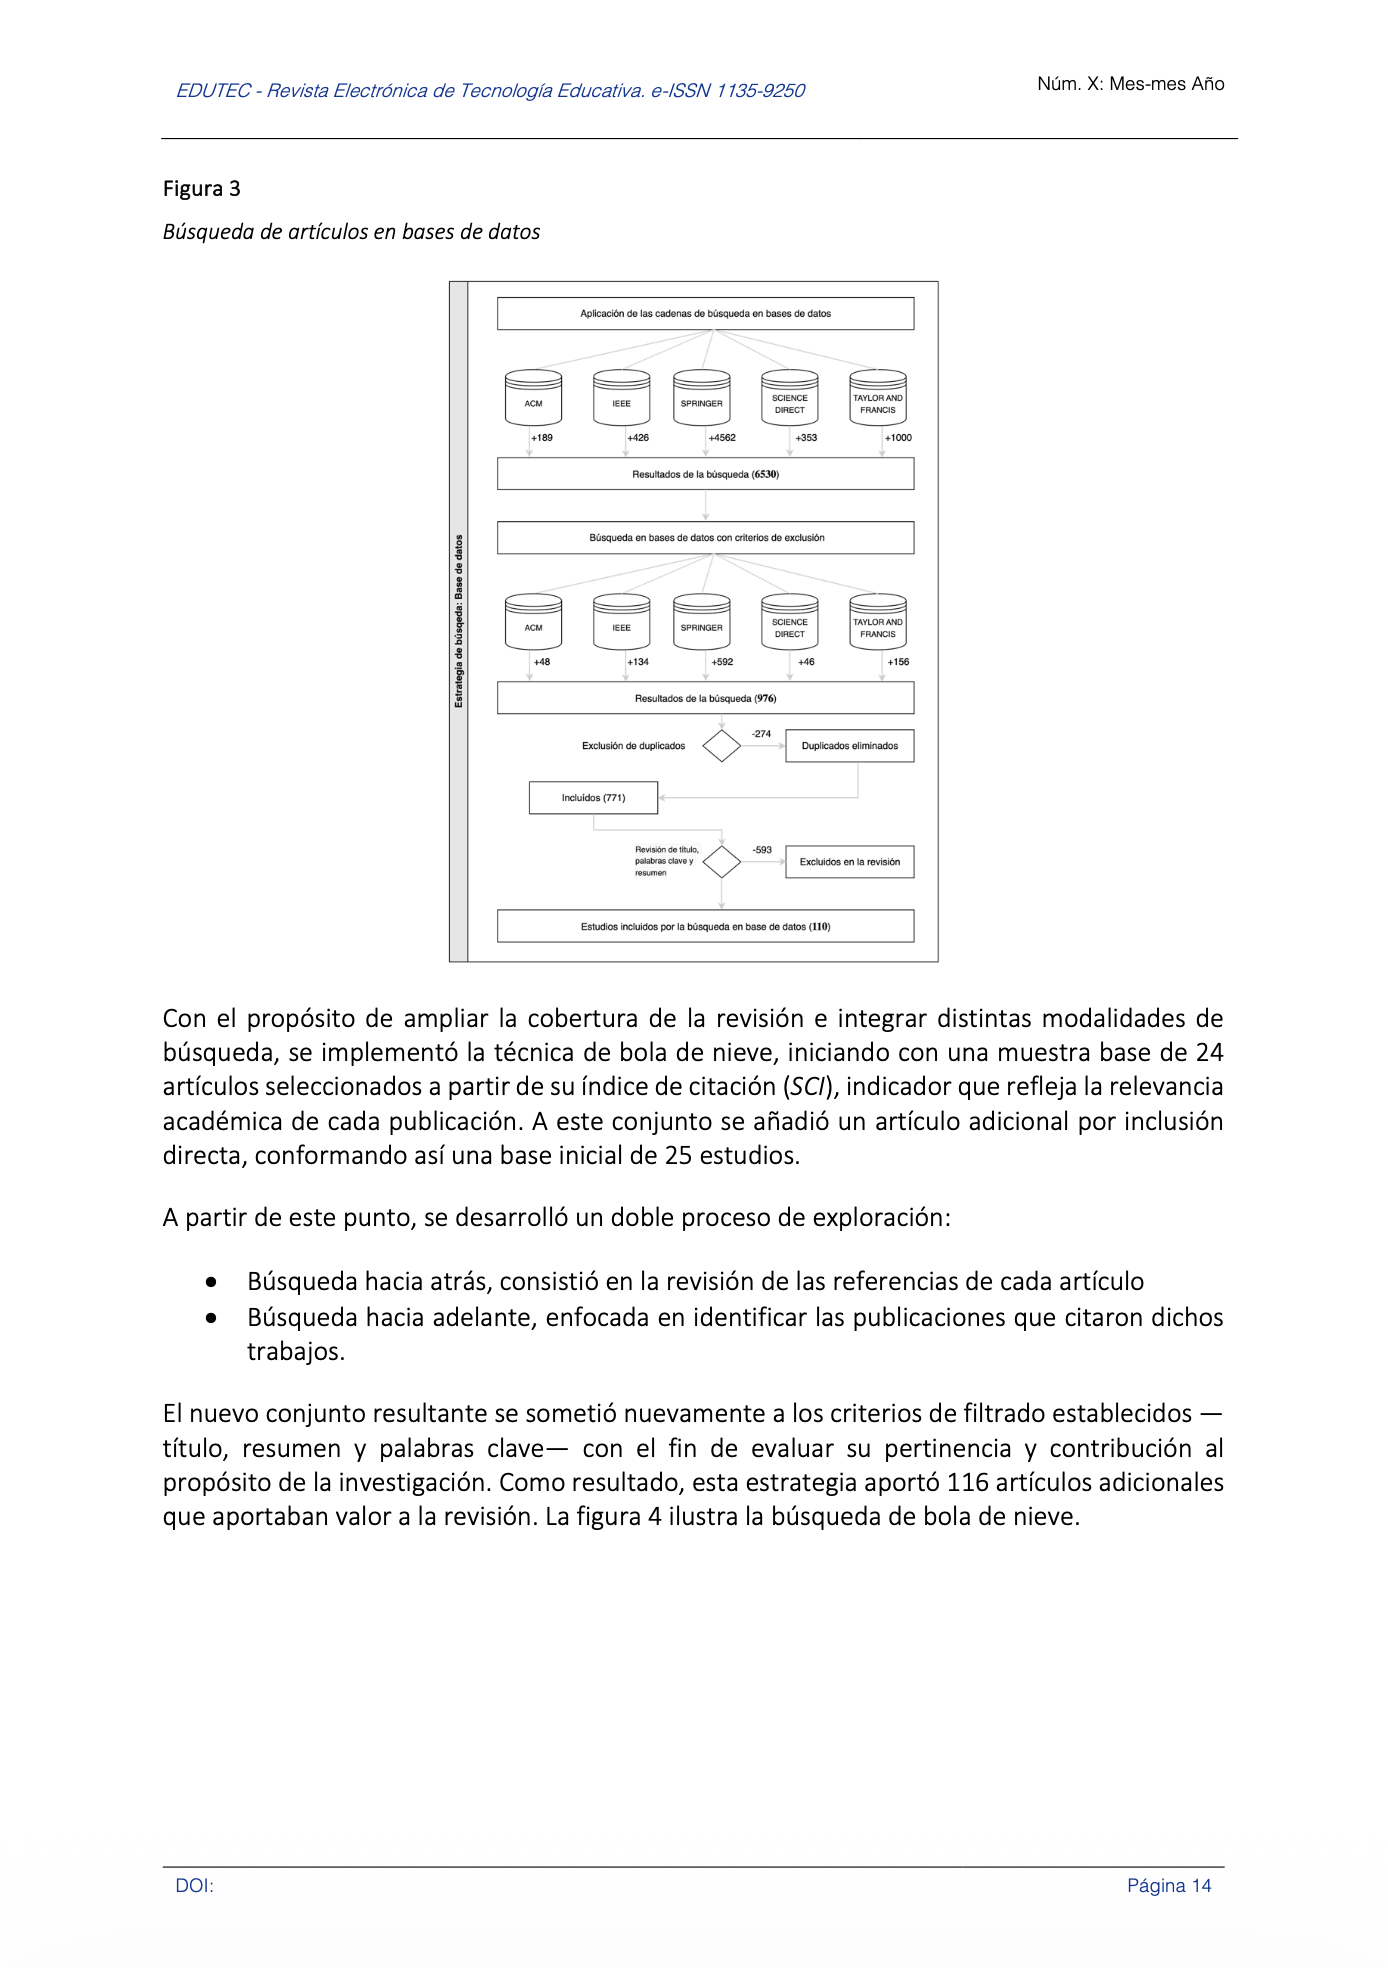 EDUTEC - Revista Electrónica de Tecnología Educativa. e-ISSN 1135-9250
Núm. X: Mes-mes Año
Figura 3
Búsqueda de artículos en bases de datos
Estrategia de búsqeda: Base de datos
Aplicación de las cadenas de búsqueda en bases de datos
ACM
IEEE
SPRINGER
SCIENCE
DIRECT
TAYLOR AND
FRANCIS
+189
+426
+4562
+353
+1000
Resultados de la búsqueda (6530)
Búsqueda en bases de datos con criterios de exclusión
ACM
IEEE
SPRINGER
SCIENCE
DIRECT
TAYLOR AND
FRANCIS
+48
+134
+592
+46
+156
Resultados de la búsqueda (976)
Exclusión de duplicados
-274
Duplicados eliminados
Incluídos (771)
Revisión de título,
palabras clave y
resumen
-593
Excluidos en la revisión
Estudios incluidos por la búsqueda en base de datos (110)
Con el propósito de ampliar la cobertura de la revisión e integrar distintas modalidades de
búsqueda, se implementó la técnica de bola de nieve, iniciando con una muestra base de 24
artículos seleccionados a partir de su índice de citación (SCI), indicador que refleja la relevancia
académica de cada publicación. A este conjunto se añadió un artículo adicional por inclusión
directa, conformando así una base inicial de 25 estudios.
A partir de este punto, se desarrolló un doble proceso de exploración:
• Búsqueda hacia atrás, consistió en la revisión de las referencias de cada artículo
• Búsqueda hacia adelante, enfocada en identificar las publicaciones que citaron dichos
trabajos.
El nuevo conjunto resultante se sometió nuevamente a los criterios de filtrado establecidos —
título, resumen y palabras clave— con el fin de evaluar su pertinencia y contribución al
propósito de la investigación. Como resultado, esta estrategia aportó 116 artículos adicionales
que aportaban valor a la revisión. La figura 4 ilustra la búsqueda de bola de nieve.
DOI:
Página 14